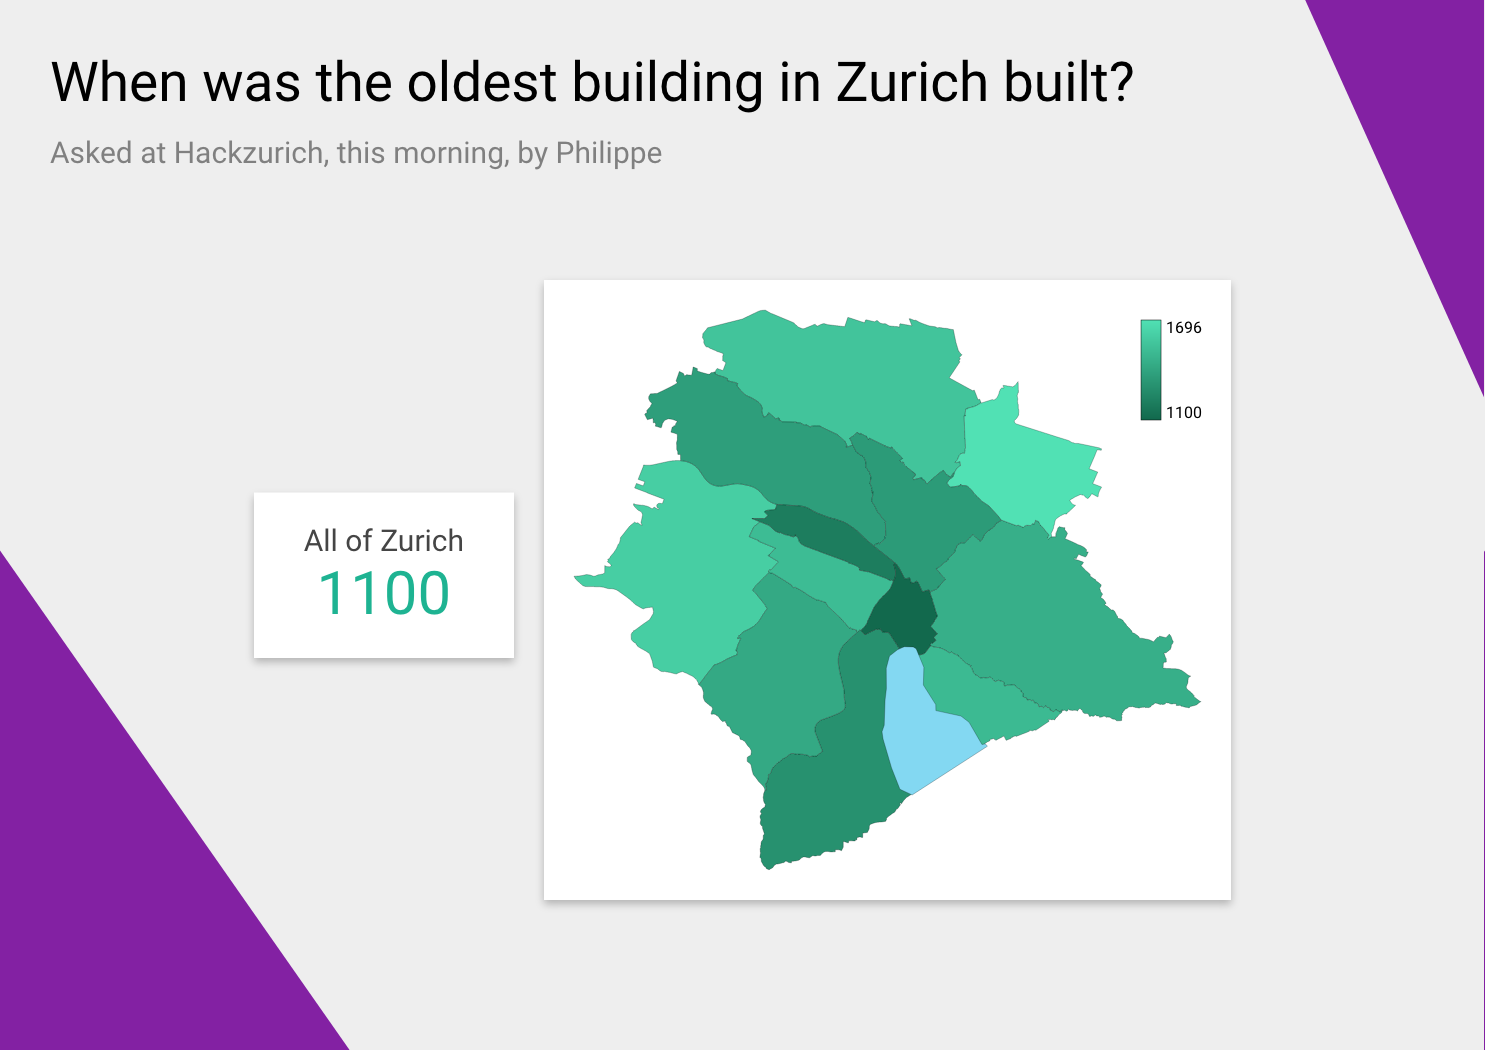 When was the oldest building in Zurich built?
Asked at Hackzurich, this morning, by Philippe
1696
1100
All of Zurich
1100